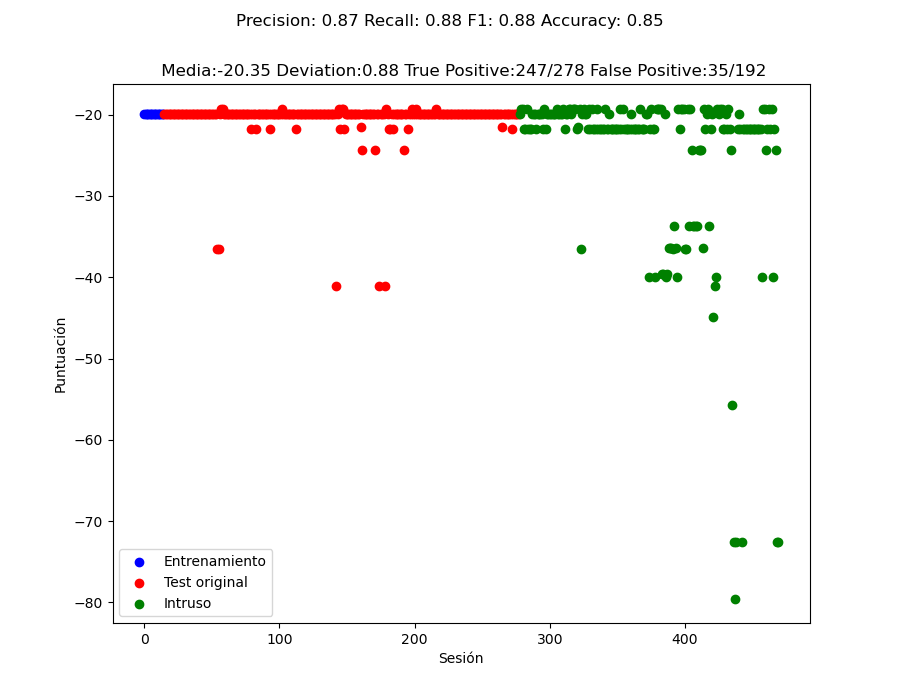 Precision: 0.87 Recall: 0.88 F1: 0.88 Accuracy: 0.85
Media:-20.35 Deviation:0.88 True Positive:247/278 False Positive:35/192
Puntuación
−20
−30
−40
−50
−60
−70
−80
Entrenamiento
Test original
Intruso
0 100 200 300 400
Sesión